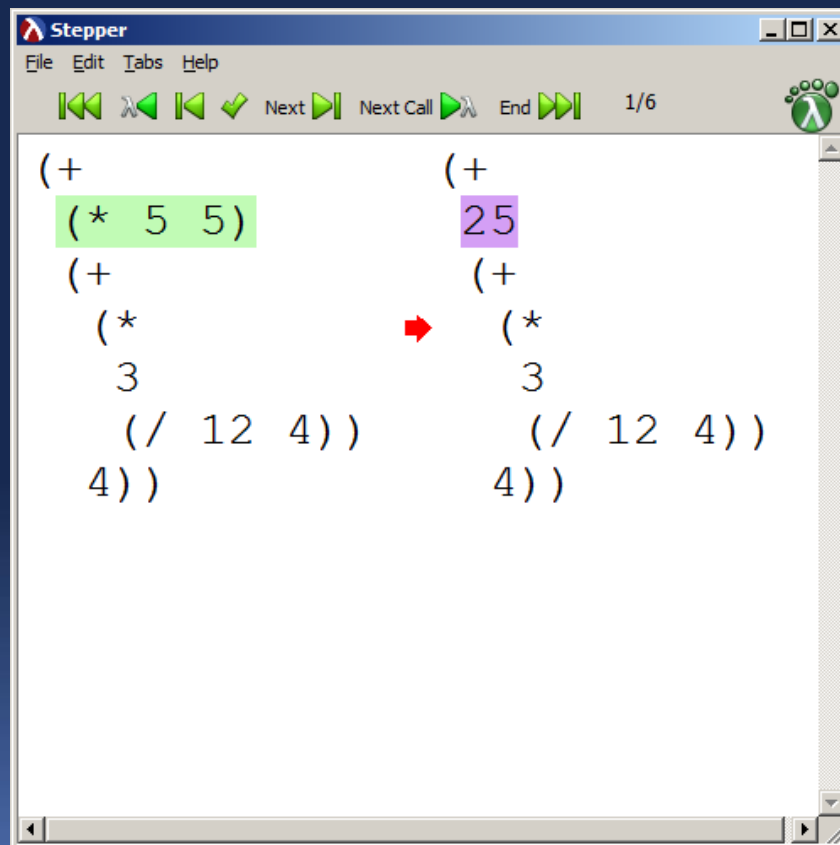 Stepper
File Edit Tabs Help
Next Next Call End 1/6
(+
(* 5 5)
(+
(*
3
(/ 12 4))
4))
(+
25
(+
(*
3
(/ 12 4))
4))